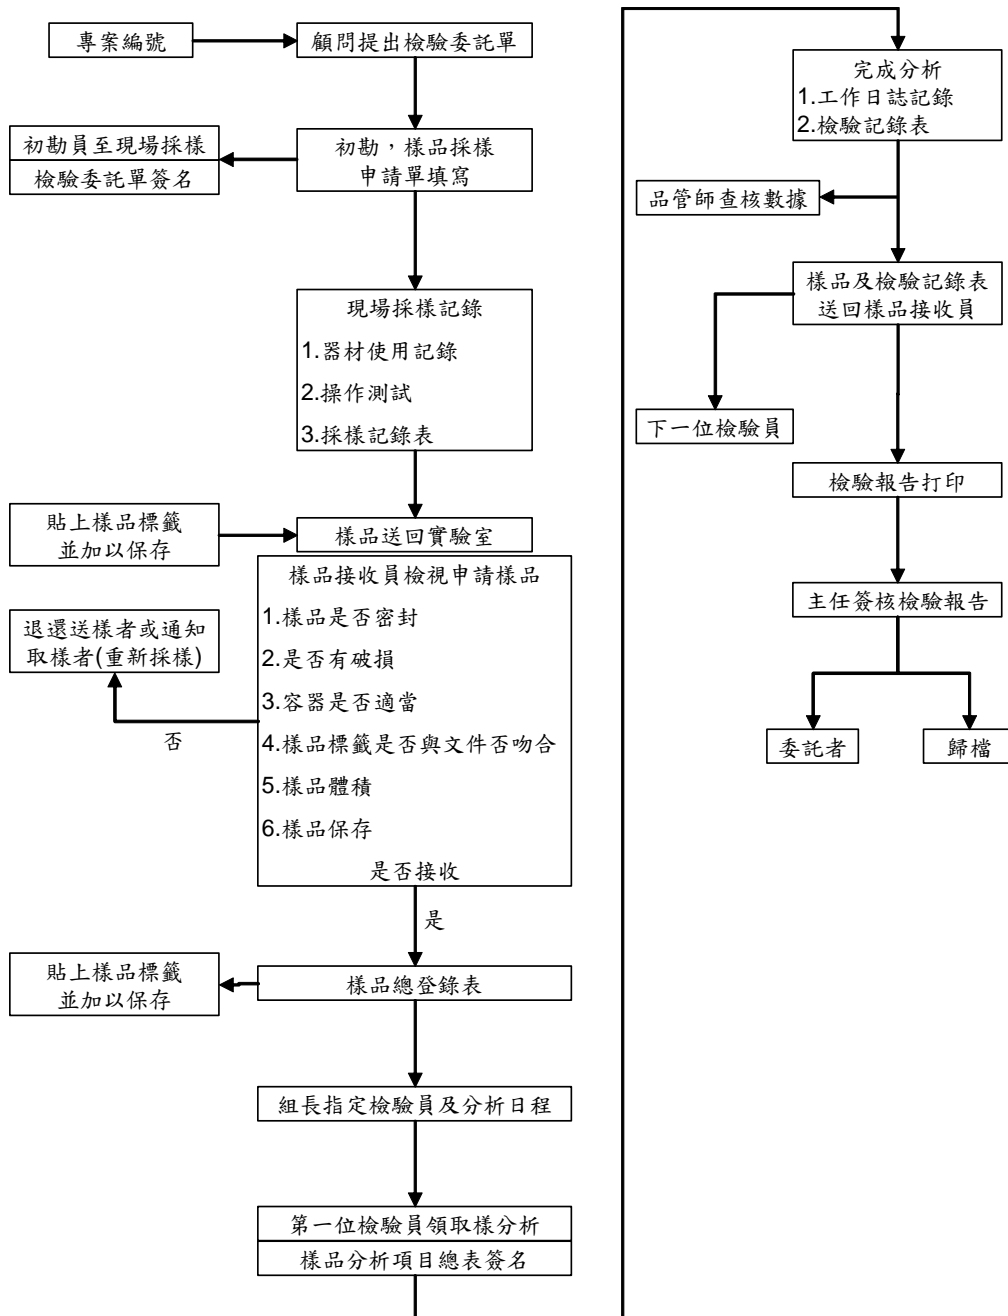 專案編號
顧問提出檢驗委託單
初勘員至現場採樣
檢驗委託單簽名
初勘，樣品採樣
申請單填寫
現場採樣記錄
1.器材使用記錄
2.操作測試
3.採樣記錄表
貼上樣品標籤
並加以保存
樣品送回實驗室
樣品接收員檢視申請樣品
1.樣品是否密封
2.是否有破損
3.容器是否適當
4.樣品標籤是否與文件否吻合
5.樣品體積
6.樣品保存
是否接收
退還送樣者或通知
取樣者(重新採樣)
否
是
貼上樣品標籤
並加以保存
樣品總登錄表
組長指定檢驗員及分析日程
第一位檢驗員領取樣分析
樣品分析項目總表簽名
完成分析
1.工作日誌記錄
2.檢驗記錄表
品管師查核數據
樣品及檢驗記錄表
送回樣品接收員
下一位檢驗員
檢驗報告打印
主任簽核檢驗報告
委託者
歸檔